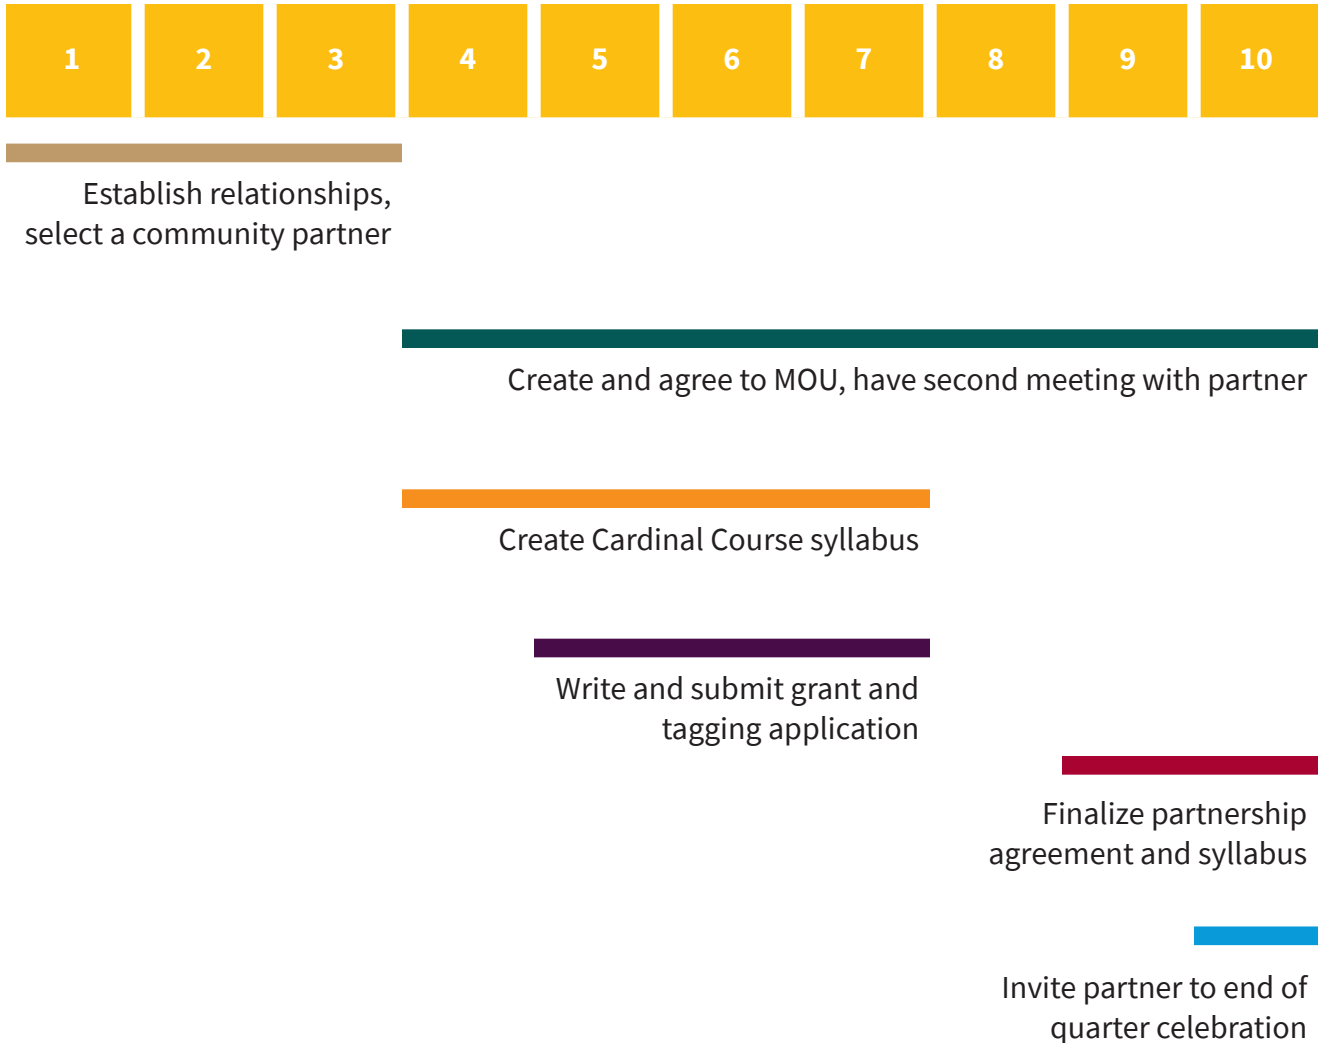 1 2 3 4 5 6 7 8 9 10
Establish relationships,
select a community partner
Create and agree to MOU, have second meeting with partner
Create Cardinal Course syllabus
Write and submit grant and
tagging application
Finalize partnership
agreement and syllabus
Invite partner to end of
quarter celebration